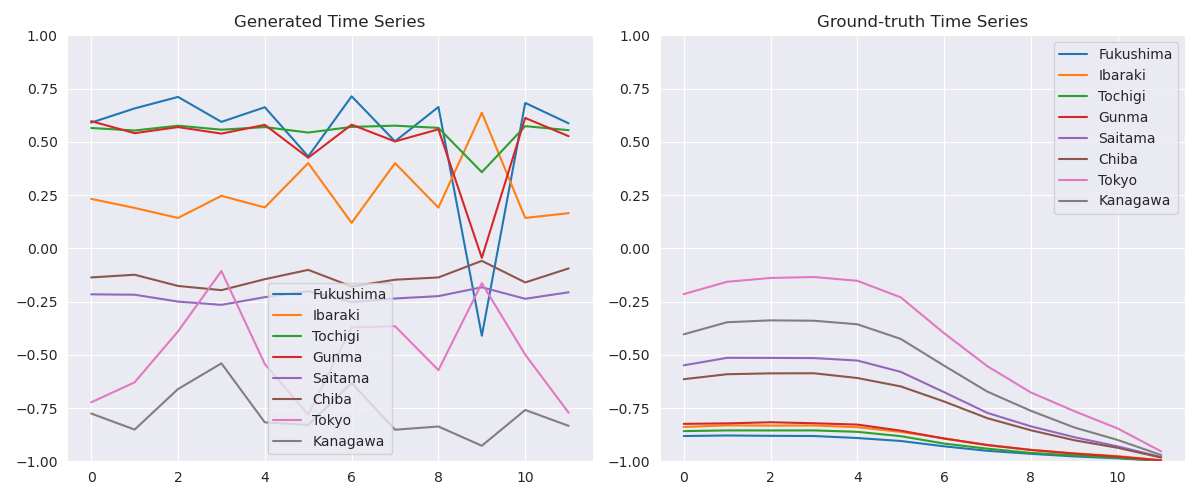 Generated Time Series
1.00
0.75
0.50
0.25
0.00
−0.25
−0.50
−0.75
−1.00
0 2 4 6 8 10
Fukushima
Ibaraki
Tochigi
Gunma
Saitama
Chiba
Tokyo
Kanagawa
Ground-truth Time Series
1.00
0.75
0.50
0.25
0.00
−0.25
−0.50
−0.75
−1.00
0 2 4 6 8 10
Fukushima
Ibaraki
Tochigi
Gunma
Saitama
Chiba
Tokyo
Kanagawa